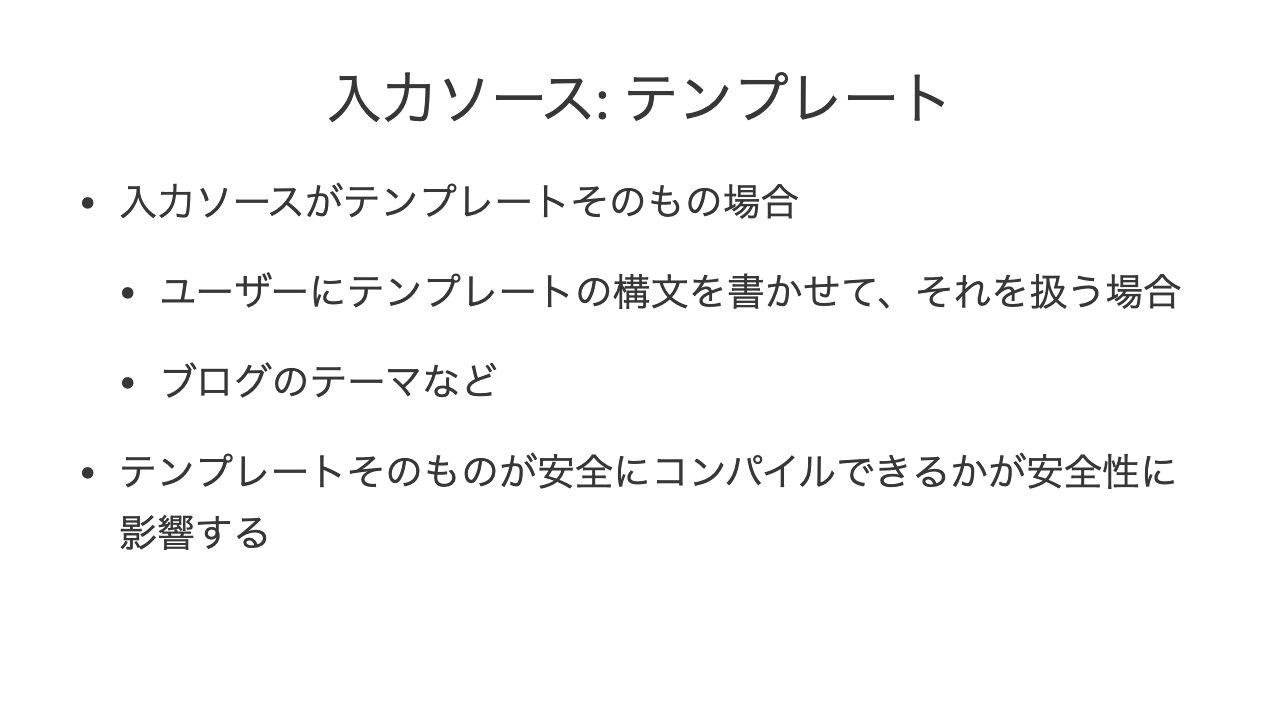 入力ソース: テンプレート
• 入力ソースがテンプレートそのもの場合
• ユーザーにテンプレートの構文を書かせて、それを扱う場合
• ブログのテーマなど
• テンプレートそのものが安全にコンパイルできるかが安全性に
影響する